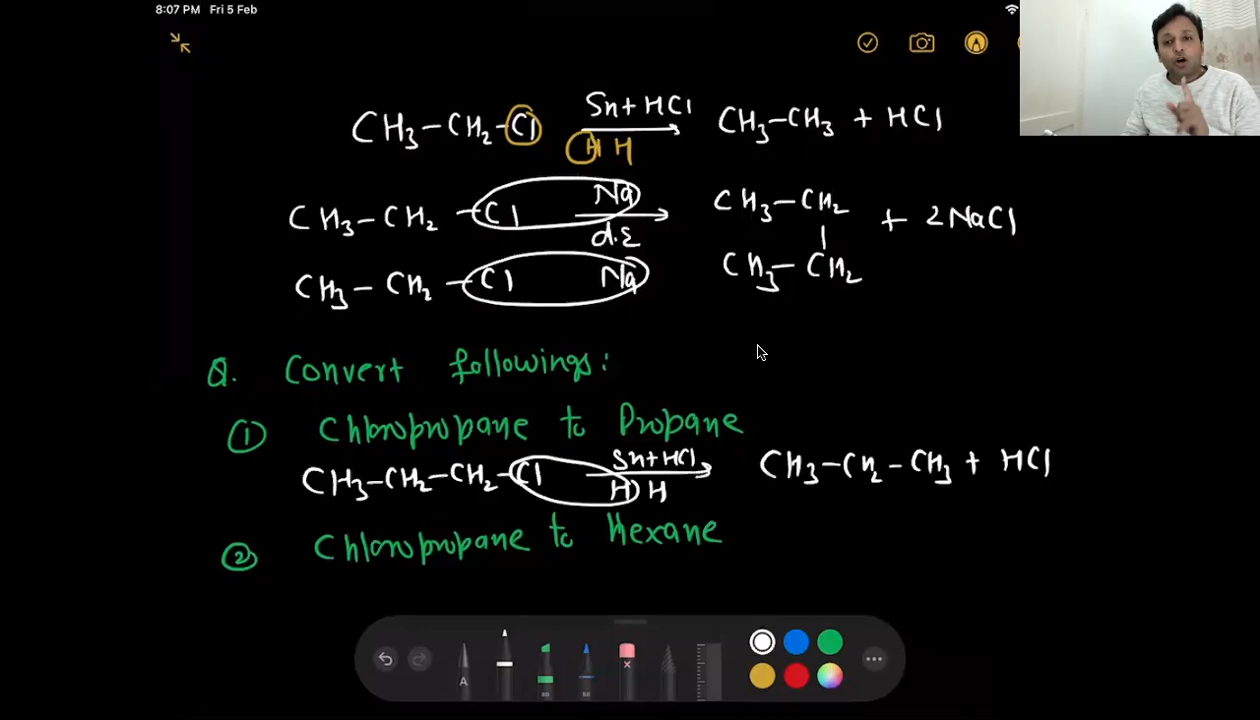 8:07 PM Fri 5 Feb
CH3-CH2-Cl Sn+HCl CH3-CH3 + HCl
H H
CH3-CH2-Cl Na CH3-CH2 + 2NaCl
d.E |
CH3-CH2-Cl Na CH3-CH2
Q. Convert followings:
① Chloropropane to Propane
CH3-CH2-CH2-Cl Sn+HCl CH3-CH2-CH3 + HCl
H H
② Chloropropane to Hexane
A